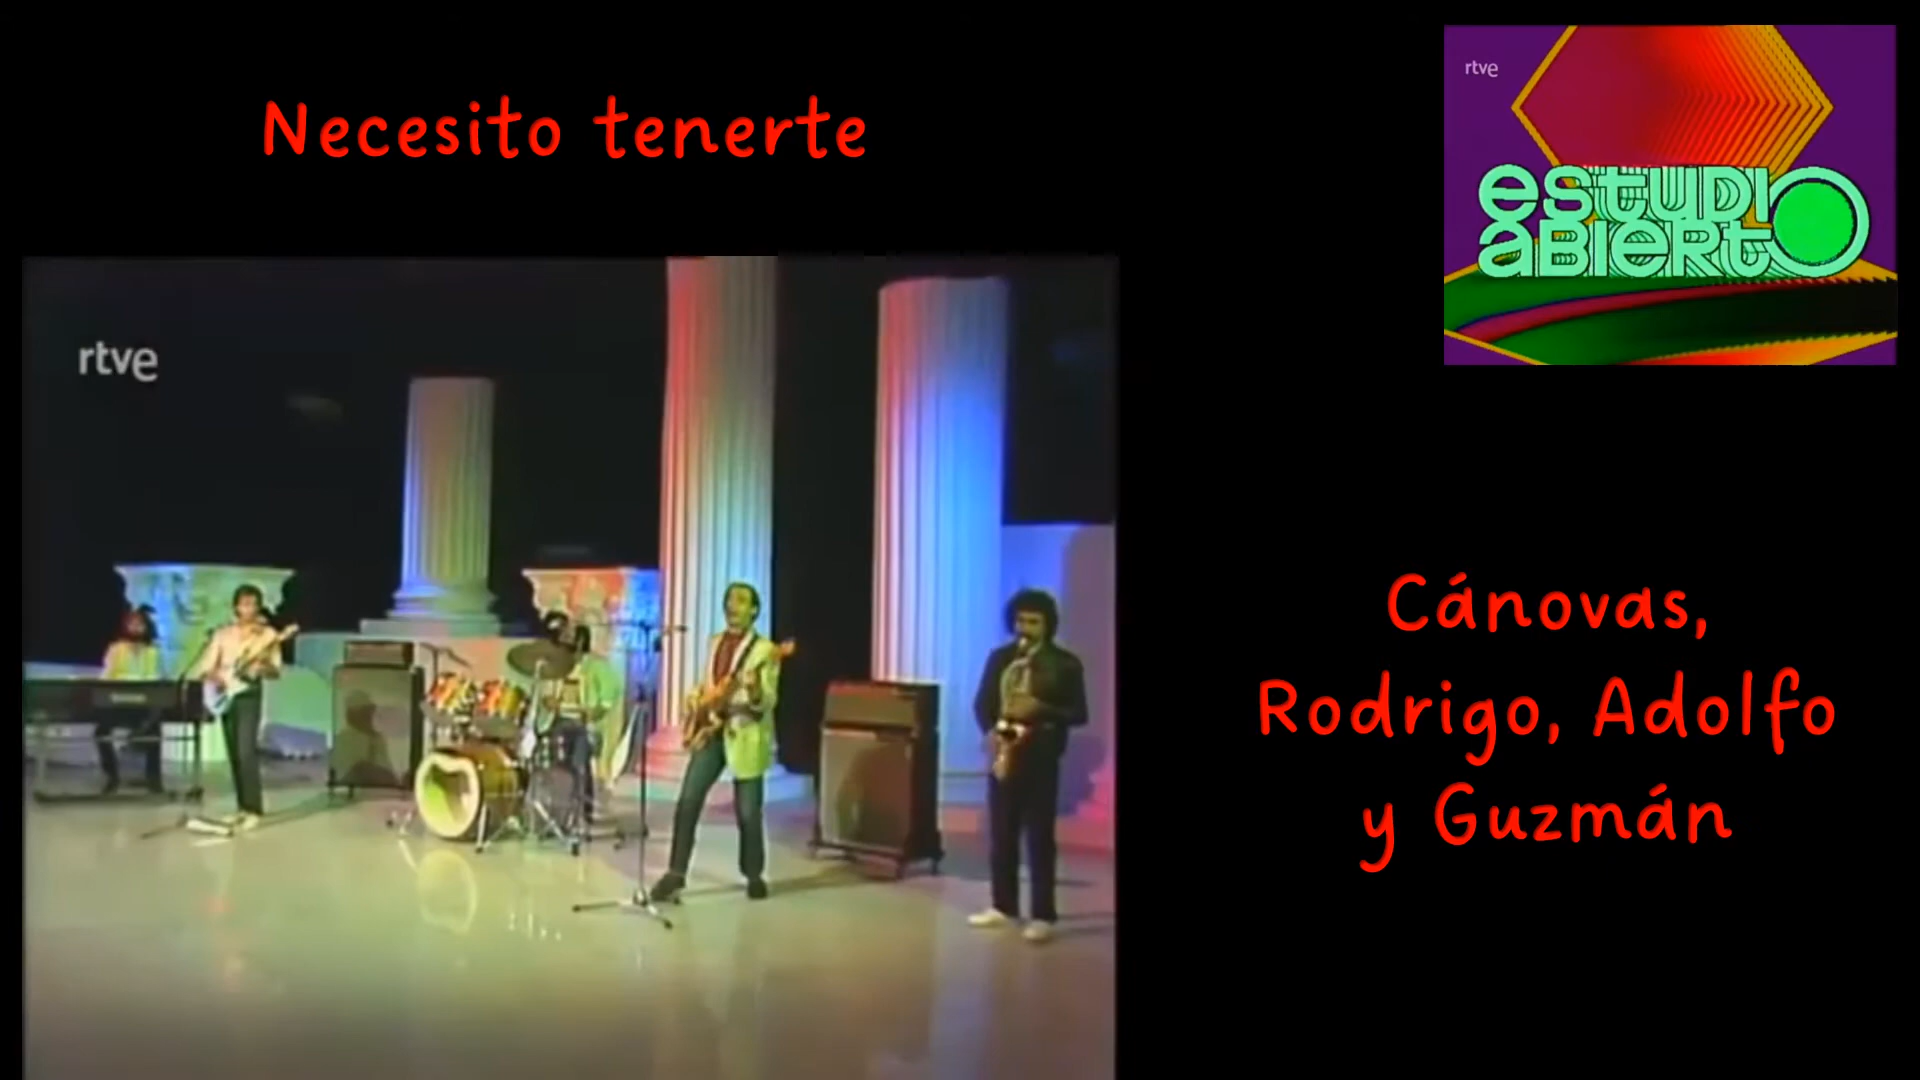 Necesito tenerte
rtve
estudio
abierto
rtve
Cánovas,
Rodrigo, Adolfo
y Guzmán